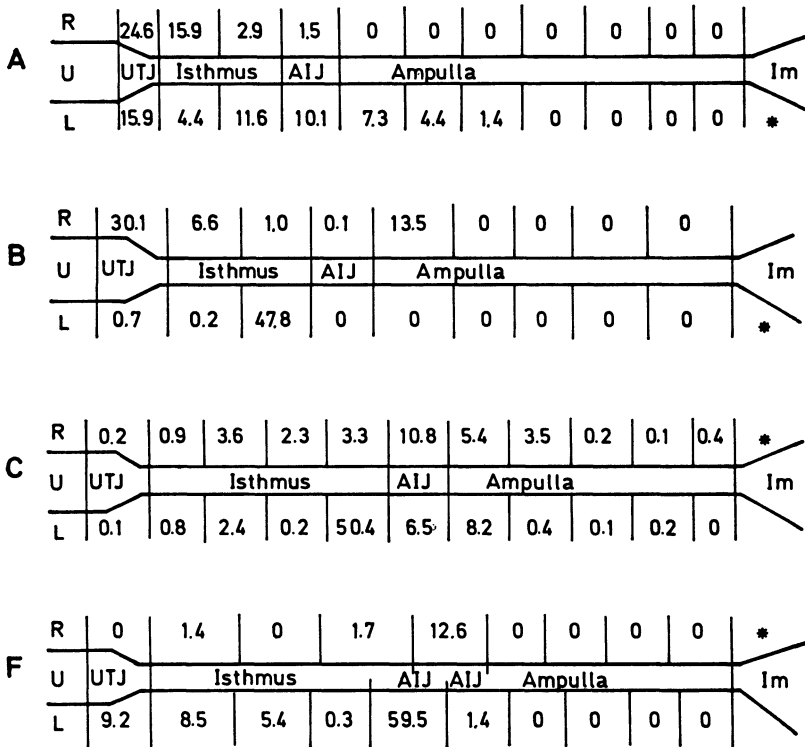 R 24.6 15.9 2.9 1.5 0 0 0 0 0 0 0
A U UTJ Isthmus AIJ Ampulla Im
L 15.9 4.4 11.6 10.1 7.3 4.4 1.4 0 0 0 0 *
R 30.1 6.6 1.0 0.1 13.5 0 0 0 0
B U UTJ Isthmus AIJ Ampulla Im
L 0.7 0.2 47.8 0 0 0 0 0 0 *
R 0.2 0.9 3.6 2.3 3.3 10.8 5.4 3.5 0.2 0.1 0.4 *
C U UTJ Isthmus AIJ Ampulla Im
L 0.1 0.8 2.4 0.2 50.4 6.5 8.2 0.4 0.1 0.2 0
R 0 1.4 0 1.7 12.6 0 0 0 0 *
F U UTJ Isthmus AIJ AIJ Ampulla Im
L 9.2 8.5 5.4 0.3 59.5 1.4 0 0 0 0